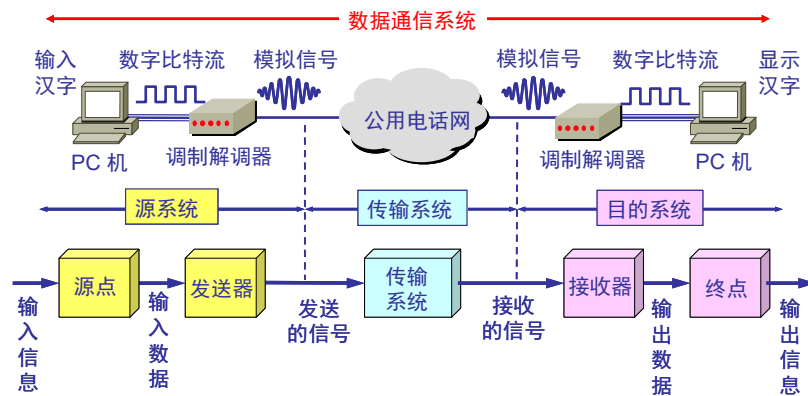 数据通信系统
输入
汉字
数字比特流
模拟信号
模拟信号
数字比特流
显示
汉字
公用电话网
PC 机
调制解调器
调制解调器
PC 机
源系统
传输系统
目的系统
源点
发送器
传输
系统
接收器
终点
输入信息
输入数据
发送
的信号
接收
的信号
输出数据
输出信息